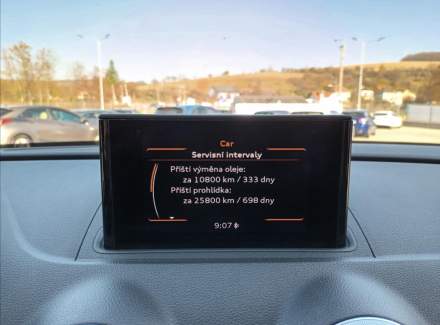 Car
Servisní intervaly
Příští výměna oleje:
za 10800 km / 333 dny
Příští prohlídka:
za 25800 km / 698 dny
9:07